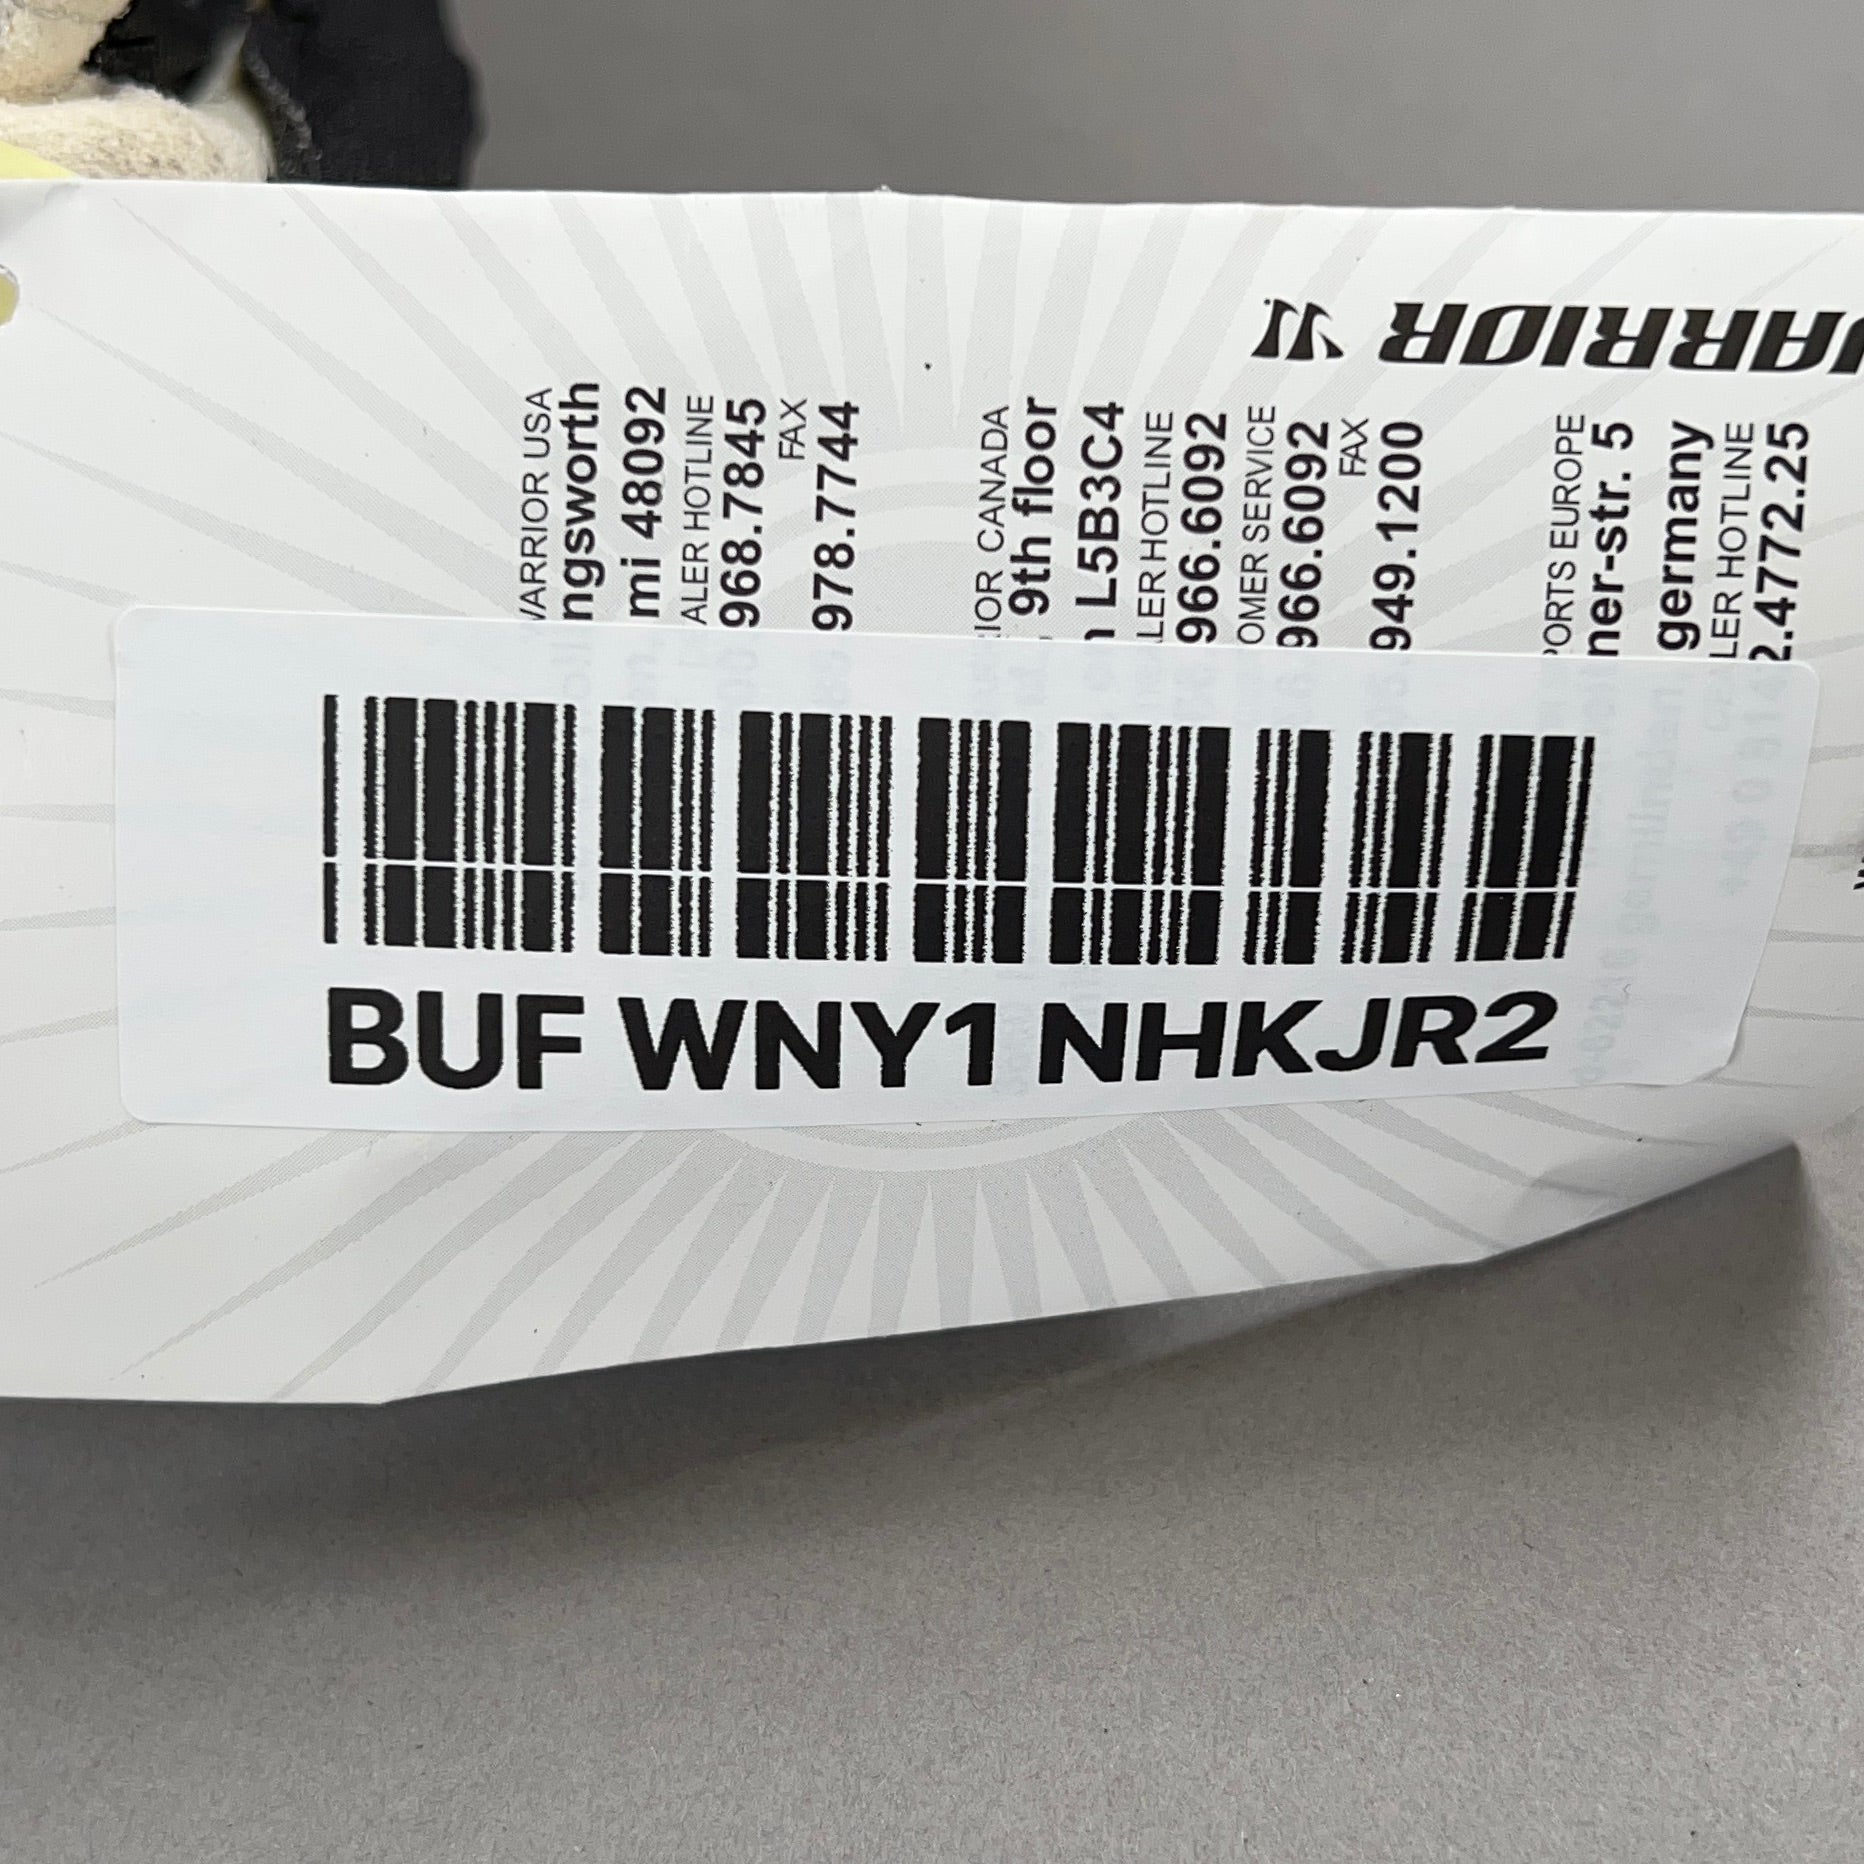 WARRIOR
WARRIOR USA
ngsworth
mi 48092
ALER HOTLINE
968.7845
FAX
978.7744
RIOR CANADA
9th floor
L5B3C4
LER HOTLINE
966.6092
OMER SERVICE
966.6092
FAX
949.1200
PORTS EUROPE
ner-str. 5
germany
LER HOTLINE
2.4772.25
BUF WNY1 NHKJR2